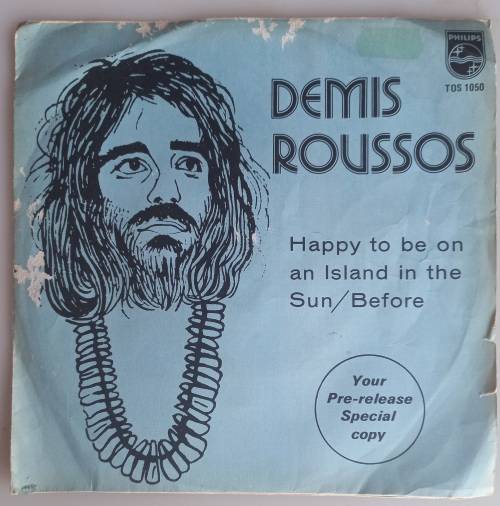 PHILIPS
TOS 1050
DEMIS
ROUSSOS
Happy to be on
an Island in the
Sun/Before
Your
Pre-release
Special
copy